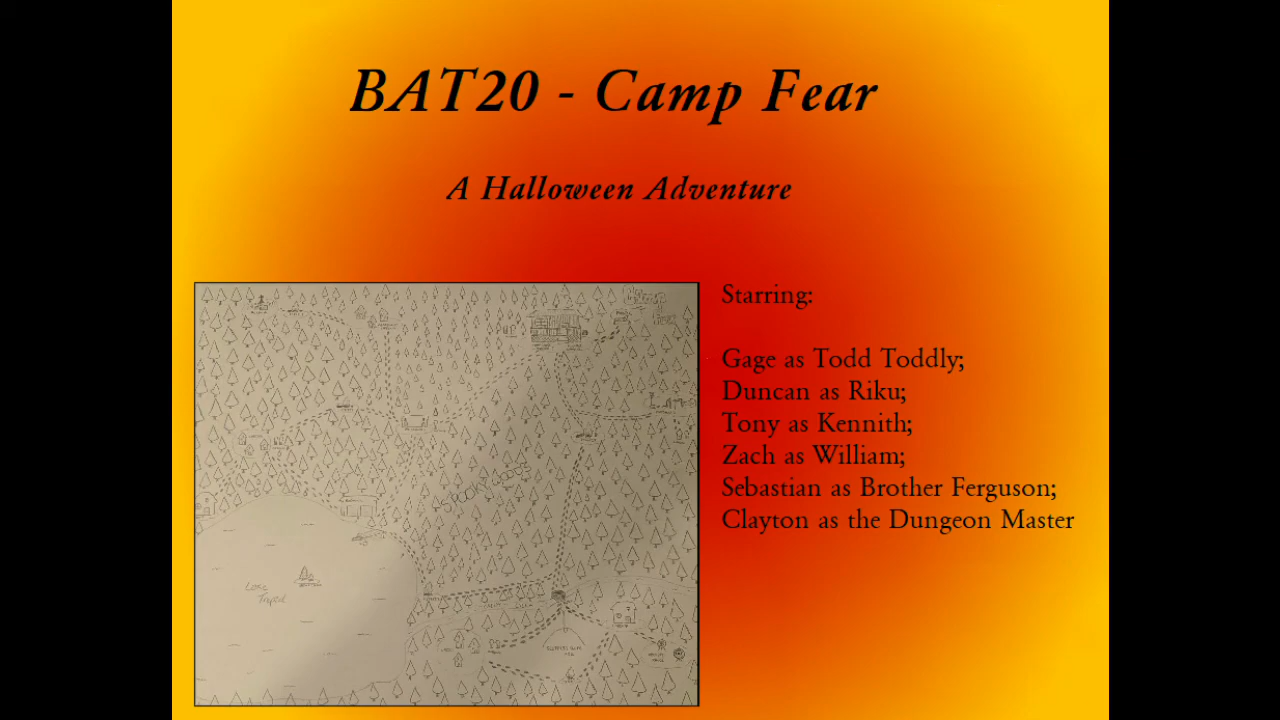 BAT20 - Camp Fear
A Halloween Adventure
Starring:
Gage as Todd Toddly;
Duncan as Riku;
Tony as Kennith;
Zach as William;
Sebastian as Brother Ferguson;
Clayton as the Dungeon Master